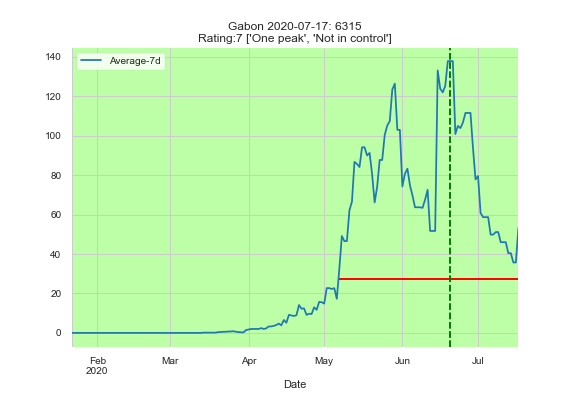 Gabon 2020-07-17: 6315
Rating:7 ['One peak', 'Not in control']
Average-7d
140
120
100
80
60
40
20
0
Feb
2020
Mar
Apr
May
Jun
Jul
Date